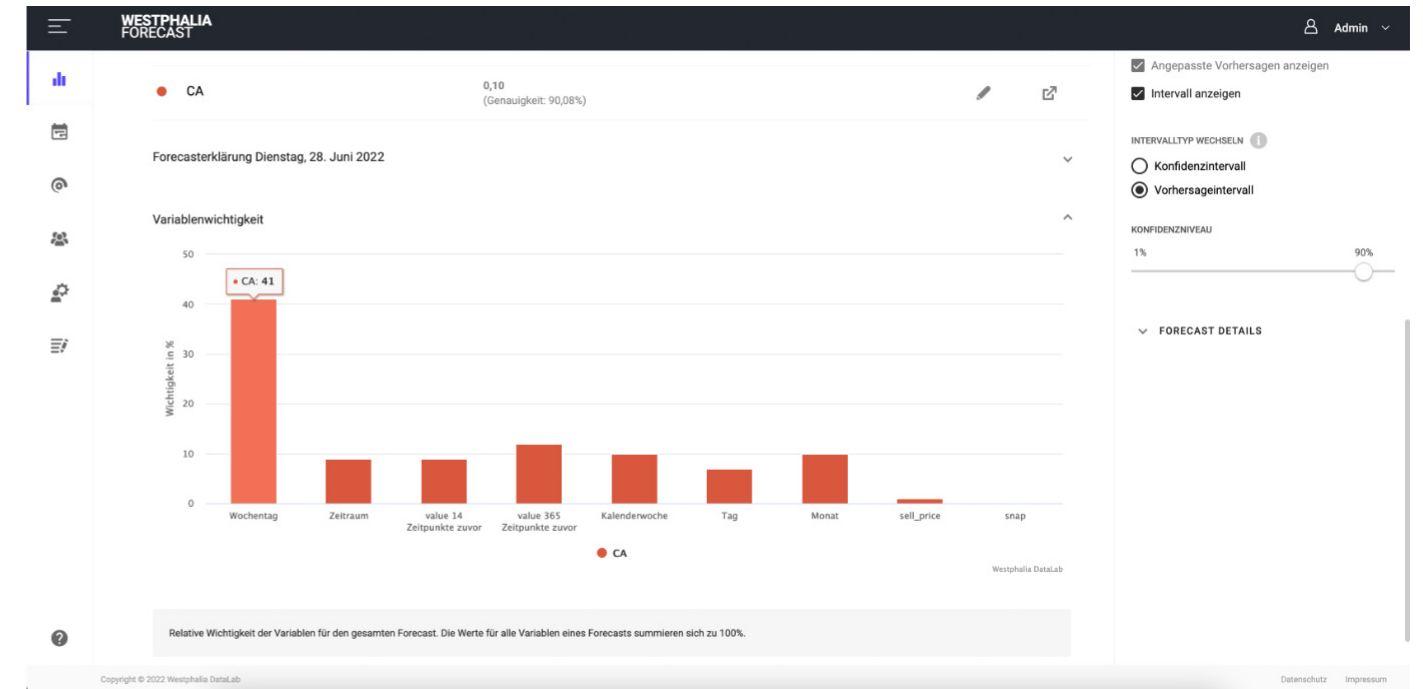 WESTPHALIA
FORECAST
Admin
CA
0,10
(Genauigkeit: 90,08%)
Angepasste Vorhersagen anzeigen
Intervall anzeigen
INTERVALLTYP WECHSELN i
Konfidenzintervall
Vorhersageintervall
KONFIDENZNIVEAU
1% 90%
FORECAST DETAILS
Forecasterklärung Dienstag, 28. Juni 2022
Variablenwichtigkeit
Wichtigkeit in %
50
40
30
20
10
0
CA: 41
Wochentag
Zeitraum
value 14
Zeitpunkte zuvor
value 365
Zeitpunkte zuvor
Kalenderwoche
Tag
Monat
sell_price
snap
CA
Westphalia DataLab
Relative Wichtigkeit der Variablen für den gesamten Forecast. Die Werte für alle Variablen eines Forecasts summieren sich zu 100%.
?
Copyright © 2022 Westphalia DataLab
Datenschutz Impressum